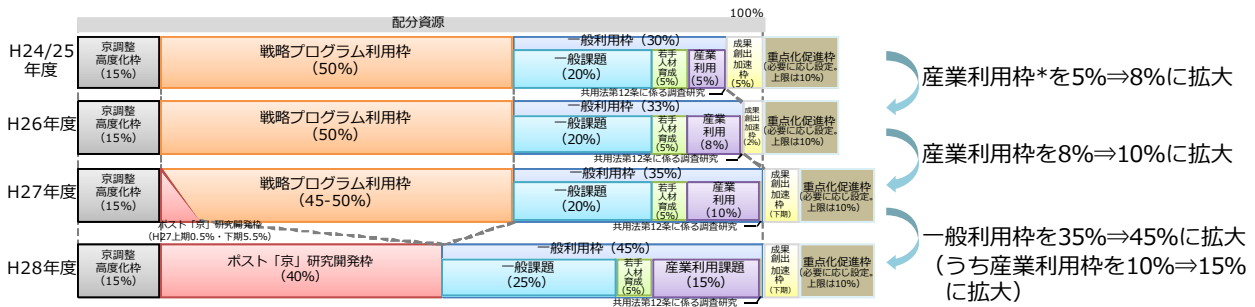 配分資源
100%
H24/25
年度
京調整
高度化枠
(15%)
戦略プログラム利用枠
(50%)
一般利用枠(30%)
一般課題
(20%)
若手
人材
育成
(5%)
産業
利用
(5%)
成果
創出
加速
枠
(5%)
重点化促進枠
(必要に応じ設定。
上限は10%)
共用法第12条に係る調査研究
産業利用枠*を5%⇒8%に拡大
H26年度
京調整
高度化枠
(15%)
戦略プログラム利用枠
(50%)
一般利用枠(33%)
一般課題
(20%)
若手
人材
育成
(5%)
産業
利用
(8%)
成果
創出
加速
枠
(2%)
重点化促進枠
(必要に応じ設定。
上限は10%)
共用法第12条に係る調査研究
産業利用枠を8%⇒10%に拡大
H27年度
京調整
高度化枠
(15%)
戦略プログラム利用枠
(45-50%)
一般利用枠(35%)
一般課題
(20%)
若手
人材
育成
(5%)
産業
利用
(10%)
成果
創出
加速
枠
(下期)
重点化促進枠
(必要に応じ設定。
上限は10%)
ポスト「京」研究開発枠
(H27上期0.5%・下期5.5%)
共用法第12条に係る調査研究
一般利用枠を35%⇒45%に拡大
(うち産業利用枠を10%⇒15%
に拡大)
H28年度
京調整
高度化枠
(15%)
ポスト「京」研究開発枠
(40%)
一般利用枠(45%)
一般課題
(25%)
若手
人材
育成
(5%)
産業利用課題
(15%)
成果
創出
加速
枠
(下期)
重点化促進枠
(必要に応じ設定。
上限は10%)
共用法第12条に係る調査研究